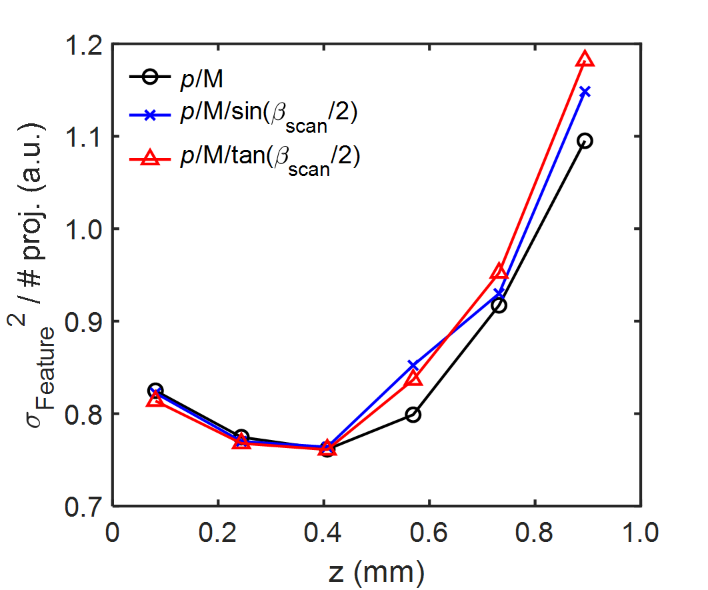 1.2
1.1
1.0
0.9
0.8
0.7
0 0.2 0.4 0.6 0.8 1.0
z (mm)
σFeature² / # proj. (a.u.)
p/M
p/M/sin(βscan/2)
p/M/tan(βscan/2)